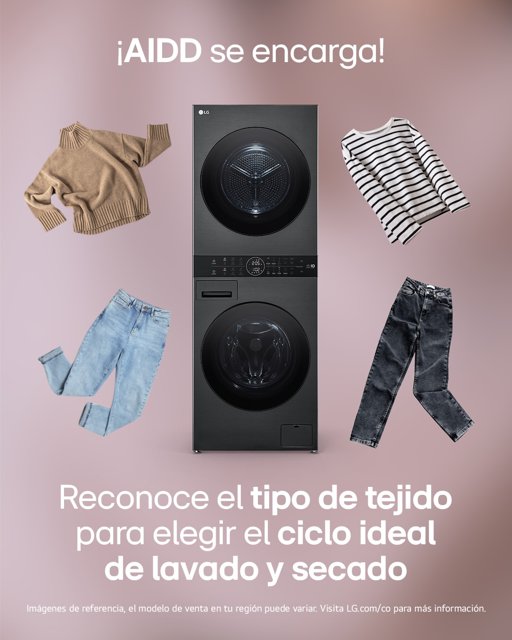 ¡AIDD se encarga!
LG
Reconoce el tipo de tejido
para elegir el ciclo ideal
de lavado y secado
Imágenes de referencia, el modelo de venta en tu región puede variar. Visita LG.com/co para más información.